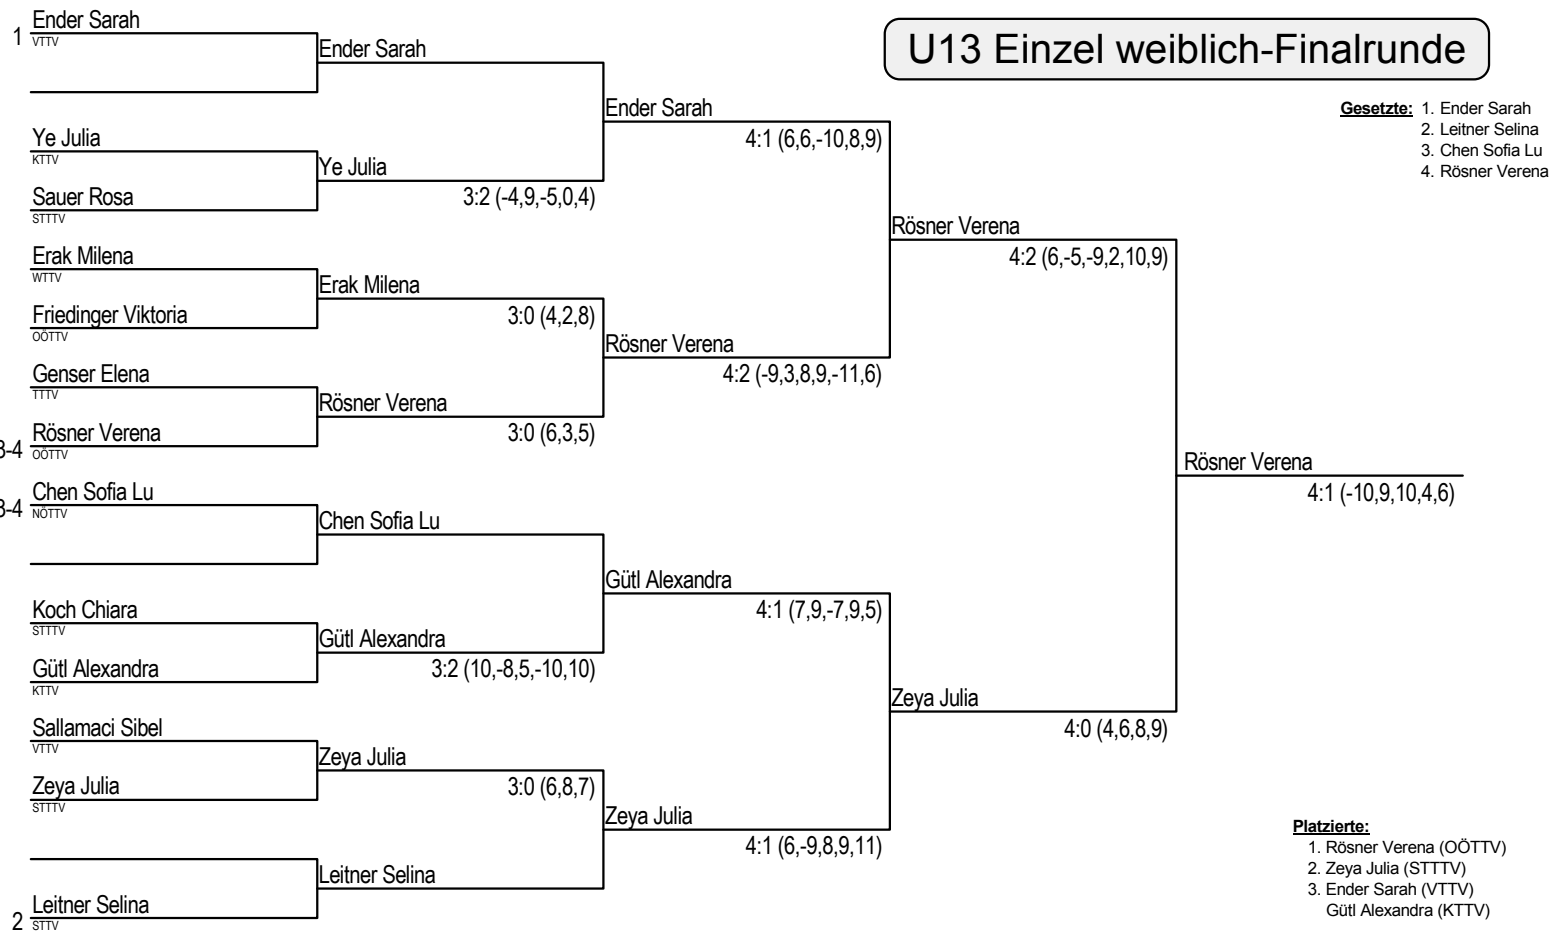 U13 Einzel weiblich-Finalrunde
Gesetzte: 1. Ender Sarah
2. Leitner Selina
3. Chen Sofia Lu
4. Rösner Verena
Ender Sarah
1 VTTV
Ye Julia
KTTV
Sauer Rosa
STTTV
Erak Milena
WTTV
Friedinger Viktoria
OÖTTV
Genser Elena
TTTV
Rösner Verena
3-4 OÖTTV
Chen Sofia Lu
3-4 NÖTTV
Koch Chiara
STTTV
Gütl Alexandra
KTTV
Sallamaci Sibel
VTTV
Zeya Julia
STTTV
Leitner Selina
2 STTV
Ender Sarah
Ye Julia
3:2 (-4,9,-5,0,4)
Erak Milena
3:0 (4,2,8)
Rösner Verena
3:0 (6,3,5)
Chen Sofia Lu
Gütl Alexandra
3:2 (10,-8,5,-10,10)
Zeya Julia
3:0 (6,8,7)
Leitner Selina
Ender Sarah
4:1 (6,6,-10,8,9)
Rösner Verena
4:2 (-9,3,8,9,-11,6)
Gütl Alexandra
4:1 (7,9,-7,9,5)
Zeya Julia
4:1 (6,-9,8,9,11)
Rösner Verena
4:2 (6,-5,-9,2,10,9)
Zeya Julia
4:0 (4,6,8,9)
Rösner Verena
4:1 (-10,9,10,4,6)
Platzierte:
1. Rösner Verena (OÖTTV)
2. Zeya Julia (STTTV)
3. Ender Sarah (VTTV)
Gütl Alexandra (KTTV)